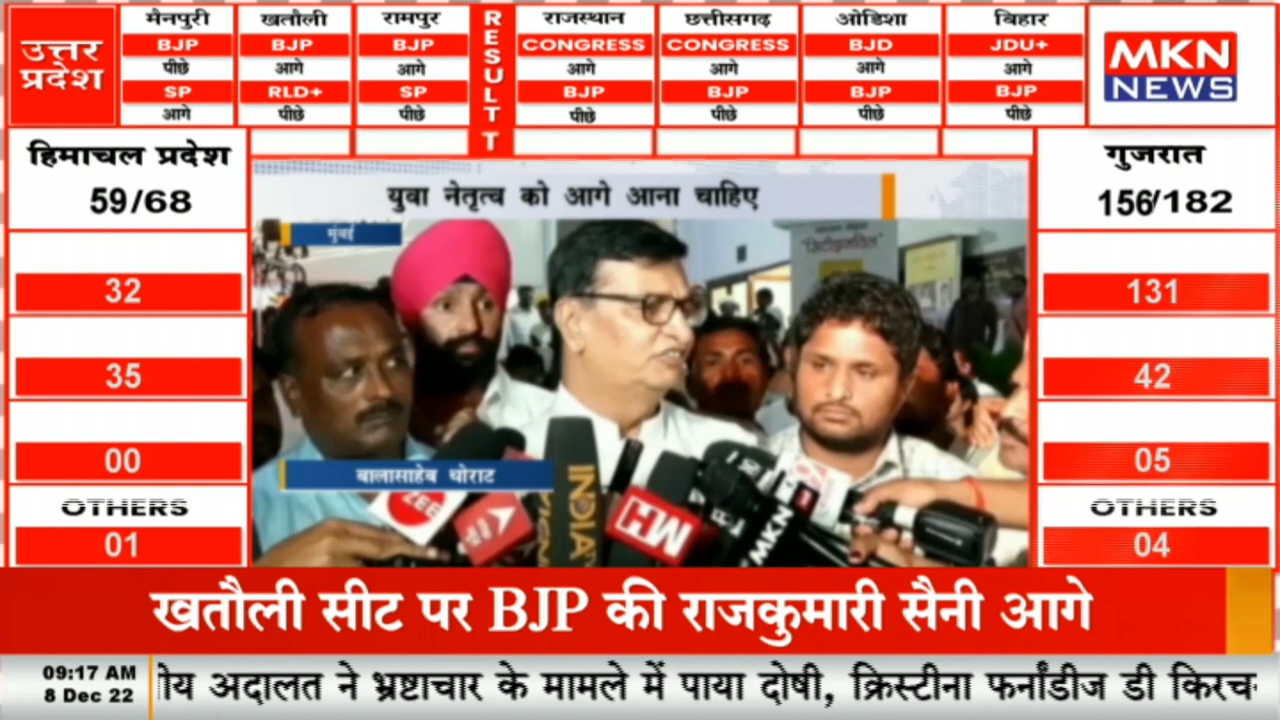 उत्तर
प्रदेश
मैनपुरी
BJP
पीछे
SP
आगे
खतौली
BJP
आगे
RLD+
पीछे
रामपुर
BJP
आगे
SP
पीछे
RESULT T
राजस्थान
CONGRESS
आगे
BJP
पीछे
छत्तीसगढ़
CONGRESS
आगे
BJP
पीछे
ओडिशा
BJD
आगे
BJP
पीछे
बिहार
JDU+
आगे
BJP
पीछे
MKN
NEWS
हिमाचल प्रदेश
59/68
32
35
00
OTHERS
01
युवा नेतृत्व को आगे आना चाहिए
मुंबई
बालासाहेब थोरात
ZEE
INDIA
HW
MKN
गुजरात
156/182
131
42
05
OTHERS
04
खतौली सीट पर BJP की राजकुमारी सैनी आगे
09:17 AM
8 Dec 22
ीय अदालत ने भ्रष्टाचार के मामले में पाया दोषी, क्रिस्टीना फर्नांडीज डी किरच